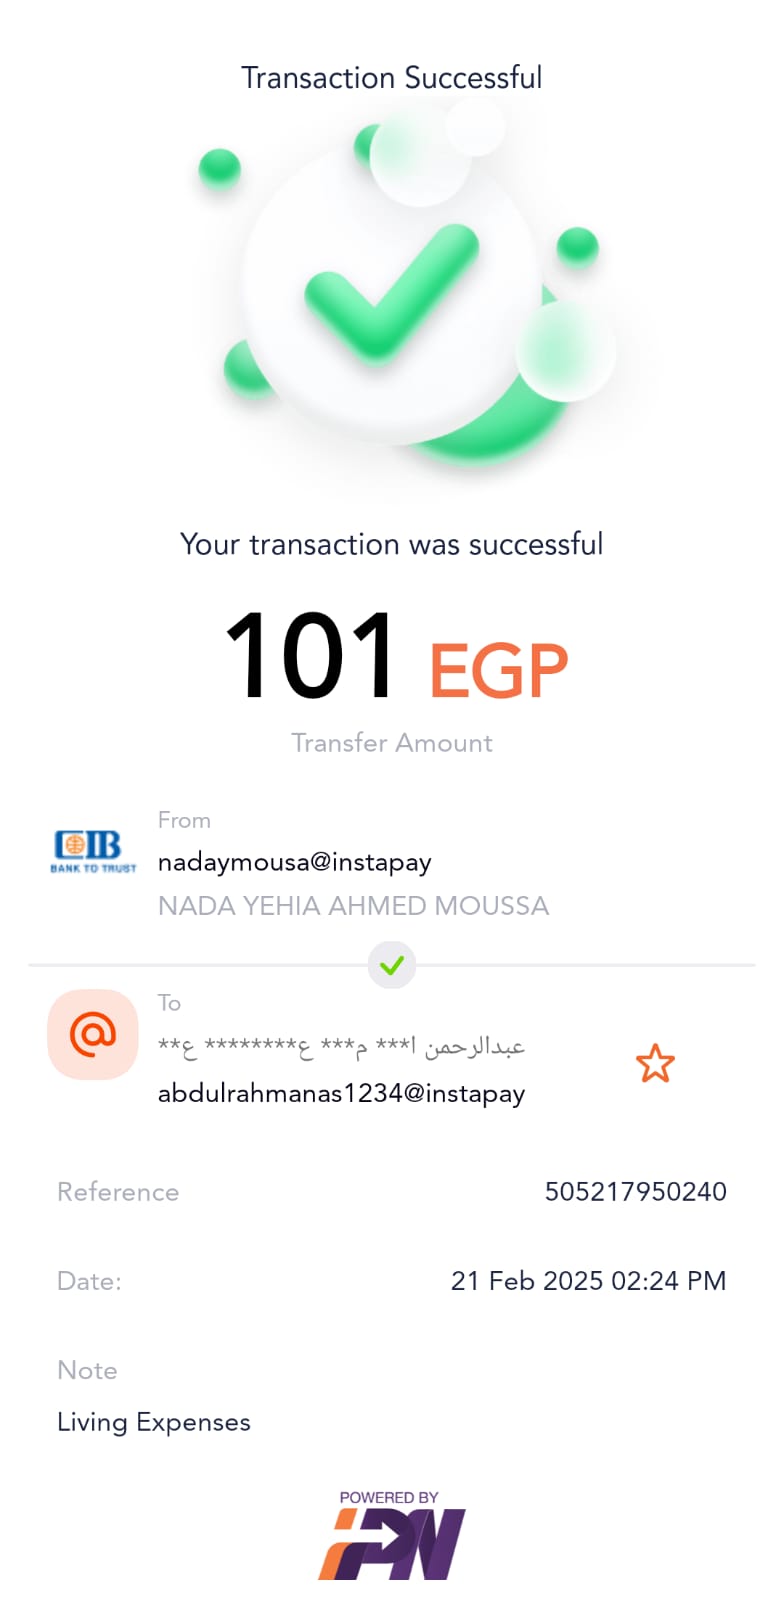 Transaction Successful
Your transaction was successful
101 EGP
Transfer Amount
From
CIB
BANK TO TRUST
nadaymousa@instapay
NADA YEHIA AHMED MOUSSA
To
عبدالرحمن ا*** م*** ع******** ع**
abdulrahmanas1234@instapay
Reference
505217950240
Date:
21 Feb 2025 02:24 PM
Note
Living Expenses
POWERED BY
iPN